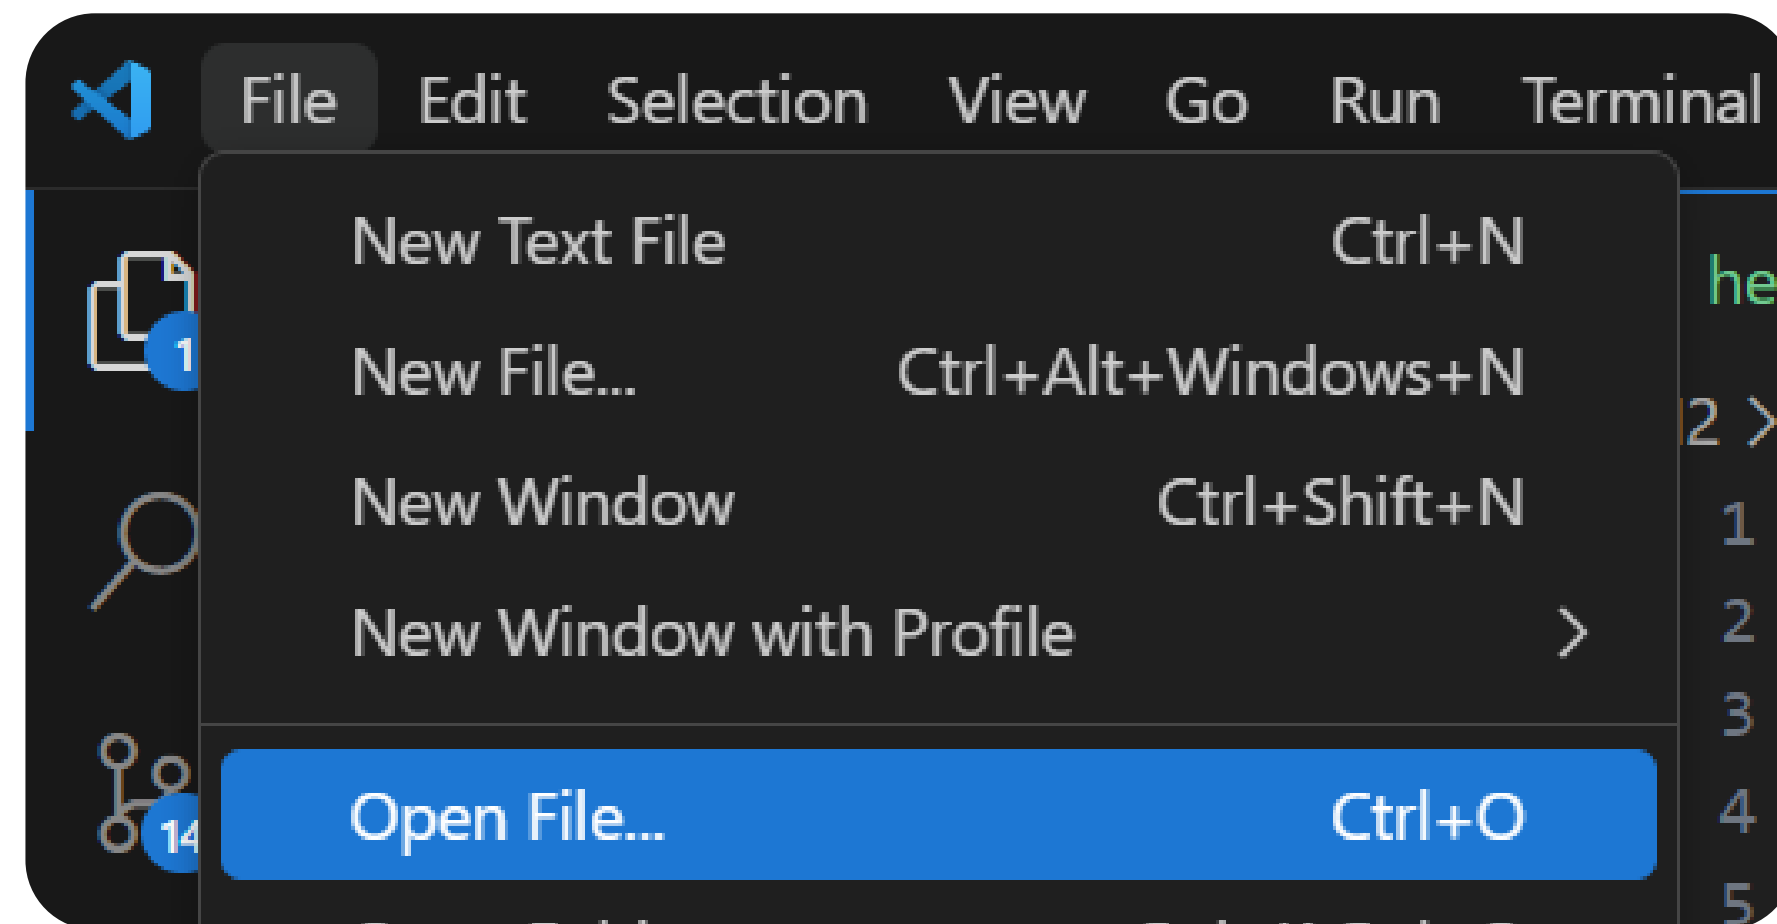 File Edit Selection View Go Run Terminal
New Text File Ctrl+N
he
New File... Ctrl+Alt+Windows+N
1
2
New Window Ctrl+Shift+N
1
New Window with Profile
2
3
Open File... Ctrl+O
4
14
5